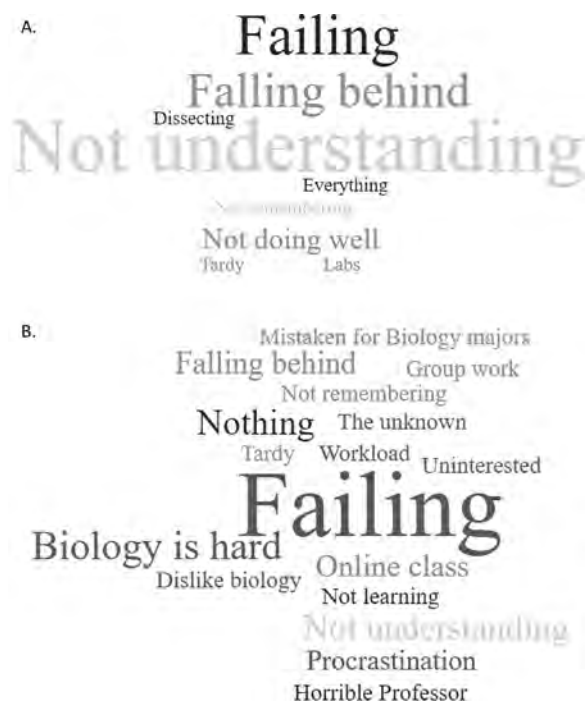 A.
Failing
Falling behind
Dissecting
Not understanding
Everything
Not remembering
Not doing well
Tardy Labs
B.
Mistaken for Biology majors
Falling behind Group work
Not remembering
Nothing The unknown
Tardy Workload Uninterested
Failing
Biology is hard
Online class
Dislike biology
Not learning
Not understanding
Procrastination
Horrible Professor